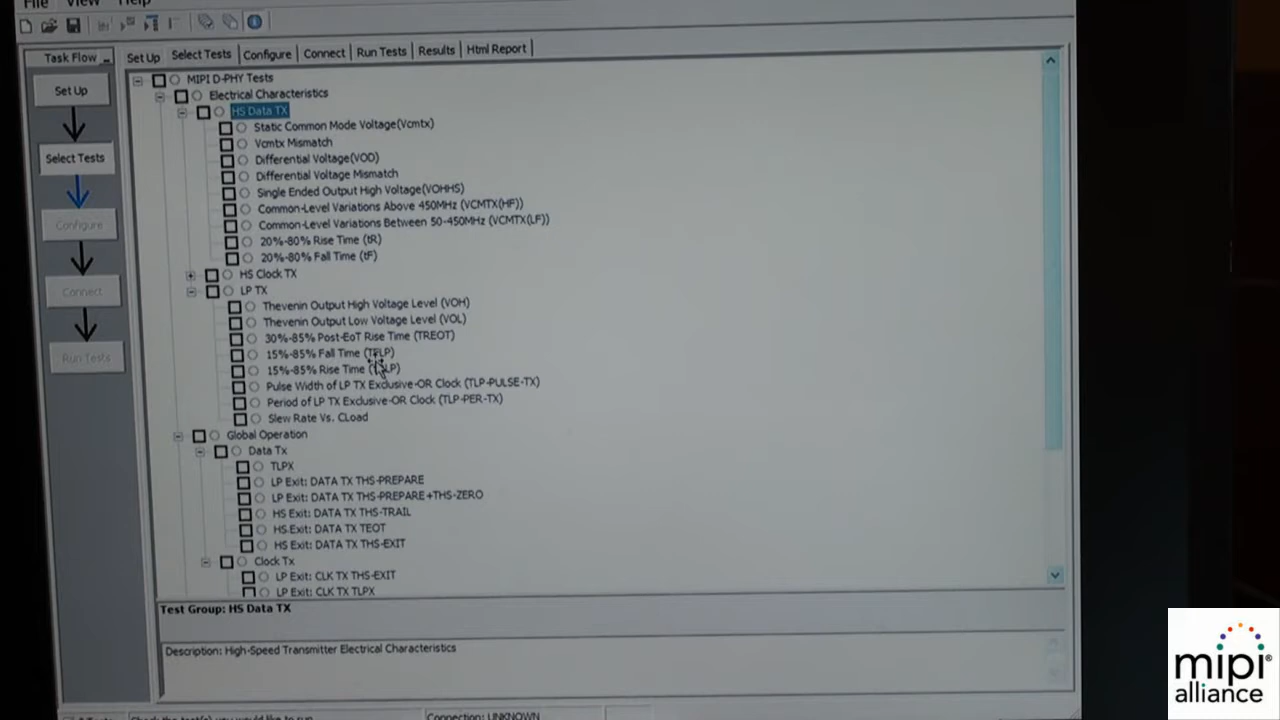 File View Help
Task Flow
Set Up
Select Tests
Configure
Connect
Run Tests
Set Up Select Tests Configure Connect Run Tests Results Html Report
MIPI D-PHY Tests
Electrical Characteristics
HS Data TX
Static Common Mode Voltage(Vcmtx)
Vcmtx Mismatch
Differential Voltage(VOD)
Differential Voltage Mismatch
Single Ended Output High Voltage(VOHHS)
Common-Level Variations Above 450MHz (VCMTX(HF))
Common-Level Variations Between 50-450MHz (VCMTX(LF))
20%-80% Rise Time (tR)
20%-80% Fall Time (tF)
HS Clock TX
LP TX
Thevenin Output High Voltage Level (VOH)
Thevenin Output Low Voltage Level (VOL)
30%-85% Post-EoT Rise Time (TREOT)
15%-85% Fall Time (TFLP)
15%-85% Rise Time
Pulse Width of LP TX Exclusive-OR Clock (TLP-PULSE-TX)
Period of LP TX Exclusive-OR Clock (TLP-PER-TX)
Slew Rate Vs. CLoad
Global Operation
Data Tx
TLPX
LP Exit: DATA TX THS-PREPARE
LP Exit: DATA TX THS-PREPARE+THS-ZERO
HS Exit: DATA TX THS-TRAIL
HS Exit: DATA TX TEOT
HS Exit: DATA TX THS-EXIT
Clock Tx
LP Exit: CLK TX THS-EXIT
LP Exit: CLK TX TLPX
Test Group: HS Data TX
Description: High-Speed Transmitter Electrical Characteristics
Check the test(s) you would like to run
Connection: UNKNOWN
mipi®
alliance